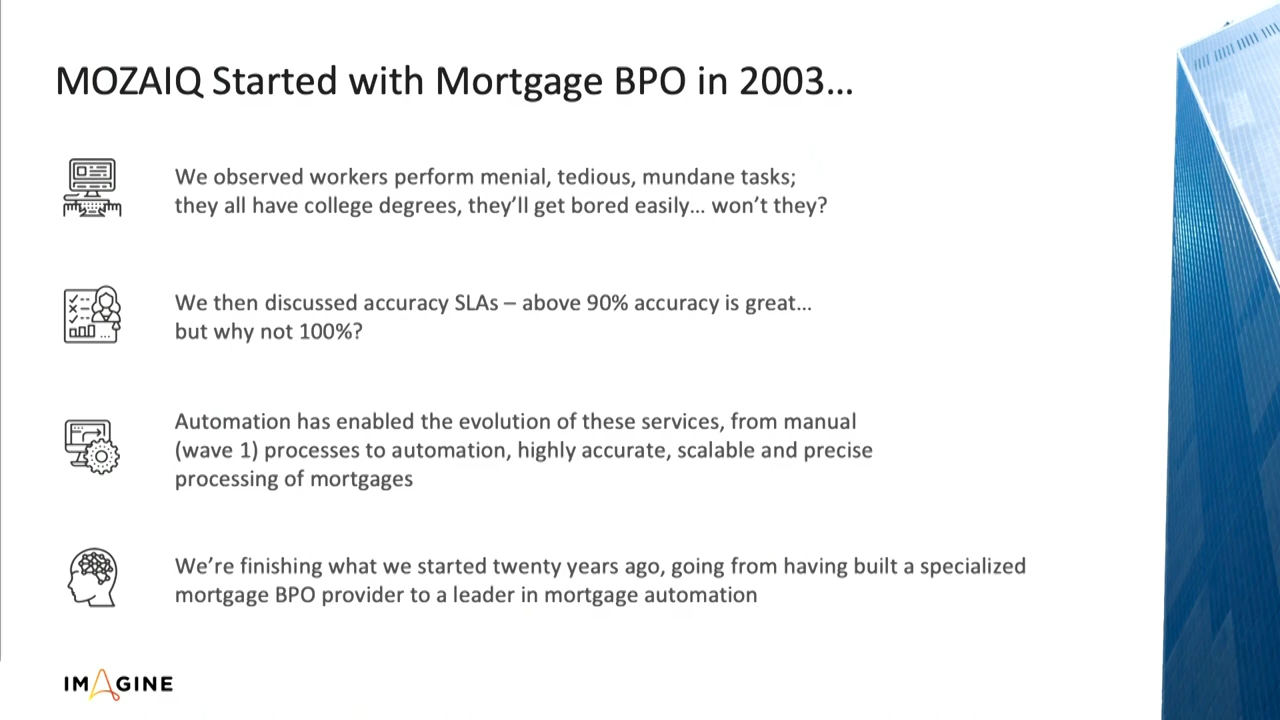 MOZAIQ Started with Mortgage BPO in 2003...
We observed workers perform menial, tedious, mundane tasks;
they all have college degrees, they’ll get bored easily... won’t they?
We then discussed accuracy SLAs – above 90% accuracy is great...
but why not 100%?
Automation has enabled the evolution of these services, from manual
(wave 1) processes to automation, highly accurate, scalable and precise
processing of mortgages
We’re finishing what we started twenty years ago, going from having built a specialized
mortgage BPO provider to a leader in mortgage automation
IMAGINE